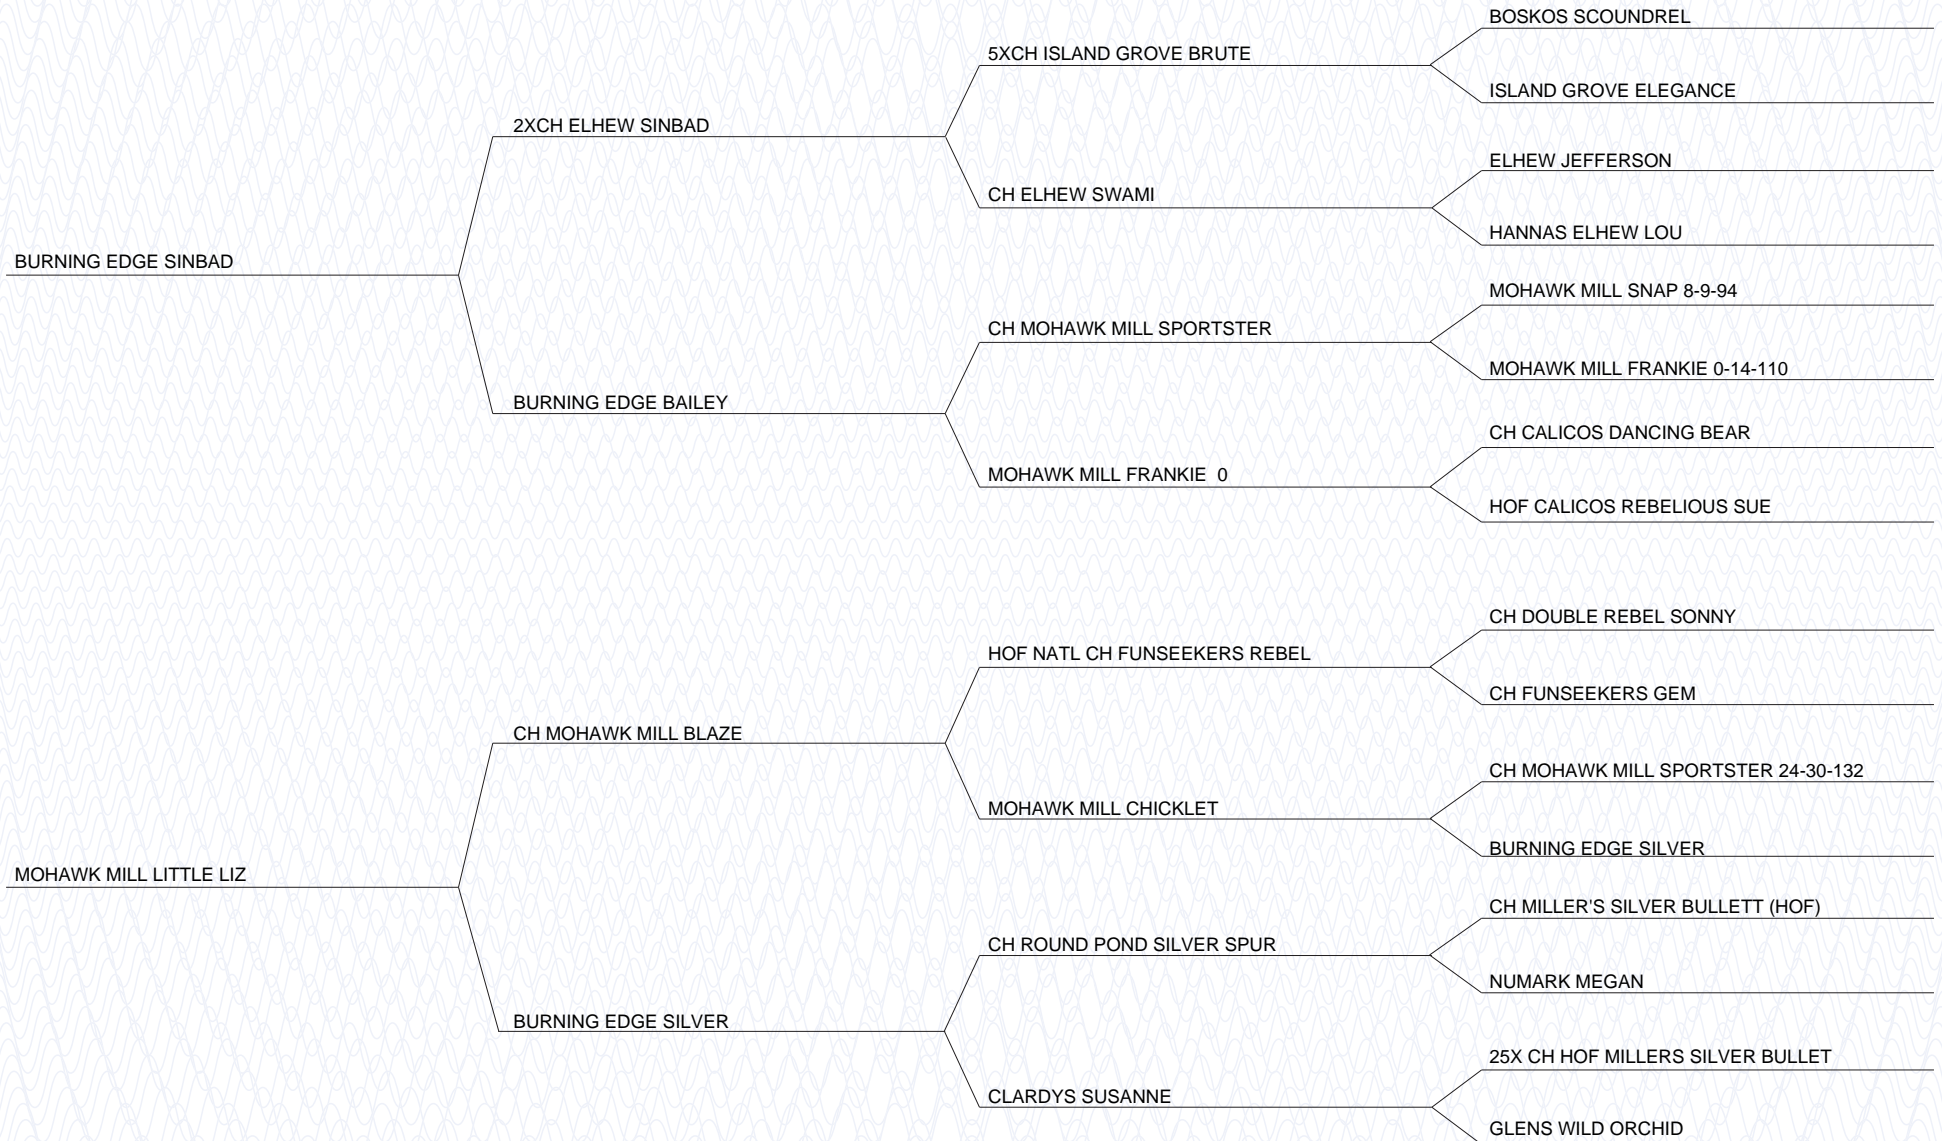 BOSKOS SCOUNDREL
5XCH ISLAND GROVE BRUTE
ISLAND GROVE ELEGANCE
2XCH ELHEW SINBAD
ELHEW JEFFERSON
CH ELHEW SWAMI
HANNAS ELHEW LOU
BURNING EDGE SINBAD
MOHAWK MILL SNAP 8-9-94
CH MOHAWK MILL SPORTSTER
MOHAWK MILL FRANKIE 0-14-110
BURNING EDGE BAILEY
CH CALICOS DANCING BEAR
MOHAWK MILL FRANKIE  0
HOF CALICOS REBELIOUS SUE
CH DOUBLE REBEL SONNY
HOF NATL CH FUNSEEKERS REBEL
CH FUNSEEKERS GEM
CH MOHAWK MILL BLAZE
CH MOHAWK MILL SPORTSTER 24-30-132
MOHAWK MILL CHICKLET
BURNING EDGE SILVER
MOHAWK MILL LITTLE LIZ
CH MILLER'S SILVER BULLETT (HOF)
CH ROUND POND SILVER SPUR
NUMARK MEGAN
BURNING EDGE SILVER
25X CH HOF MILLERS SILVER BULLET
CLARDYS SUSANNE
GLENS WILD ORCHID